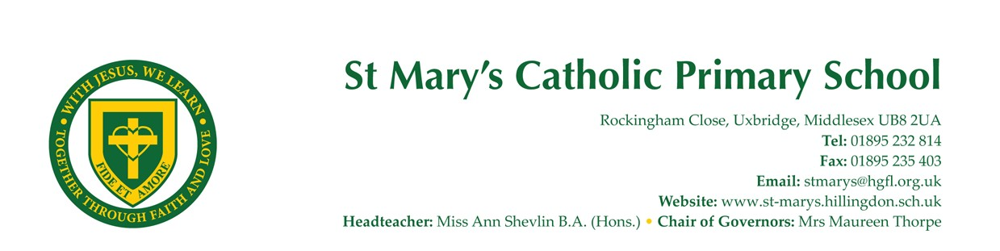 WITH JESUS, WE LEARN
TOGETHER THROUGH FAITH AND LOVE
FIDE ET AMORE
St Mary’s Catholic Primary School
Rockingham Close, Uxbridge, Middlesex UB8 2UA
Tel: 01895 232 814
Fax: 01895 235 403
Email: stmarys@hgfl.org.uk
Website: www.st-marys.hillingdon.sch.uk
Headteacher: Miss Ann Shevlin B.A. (Hons.) • Chair of Governors: Mrs Maureen Thorpe